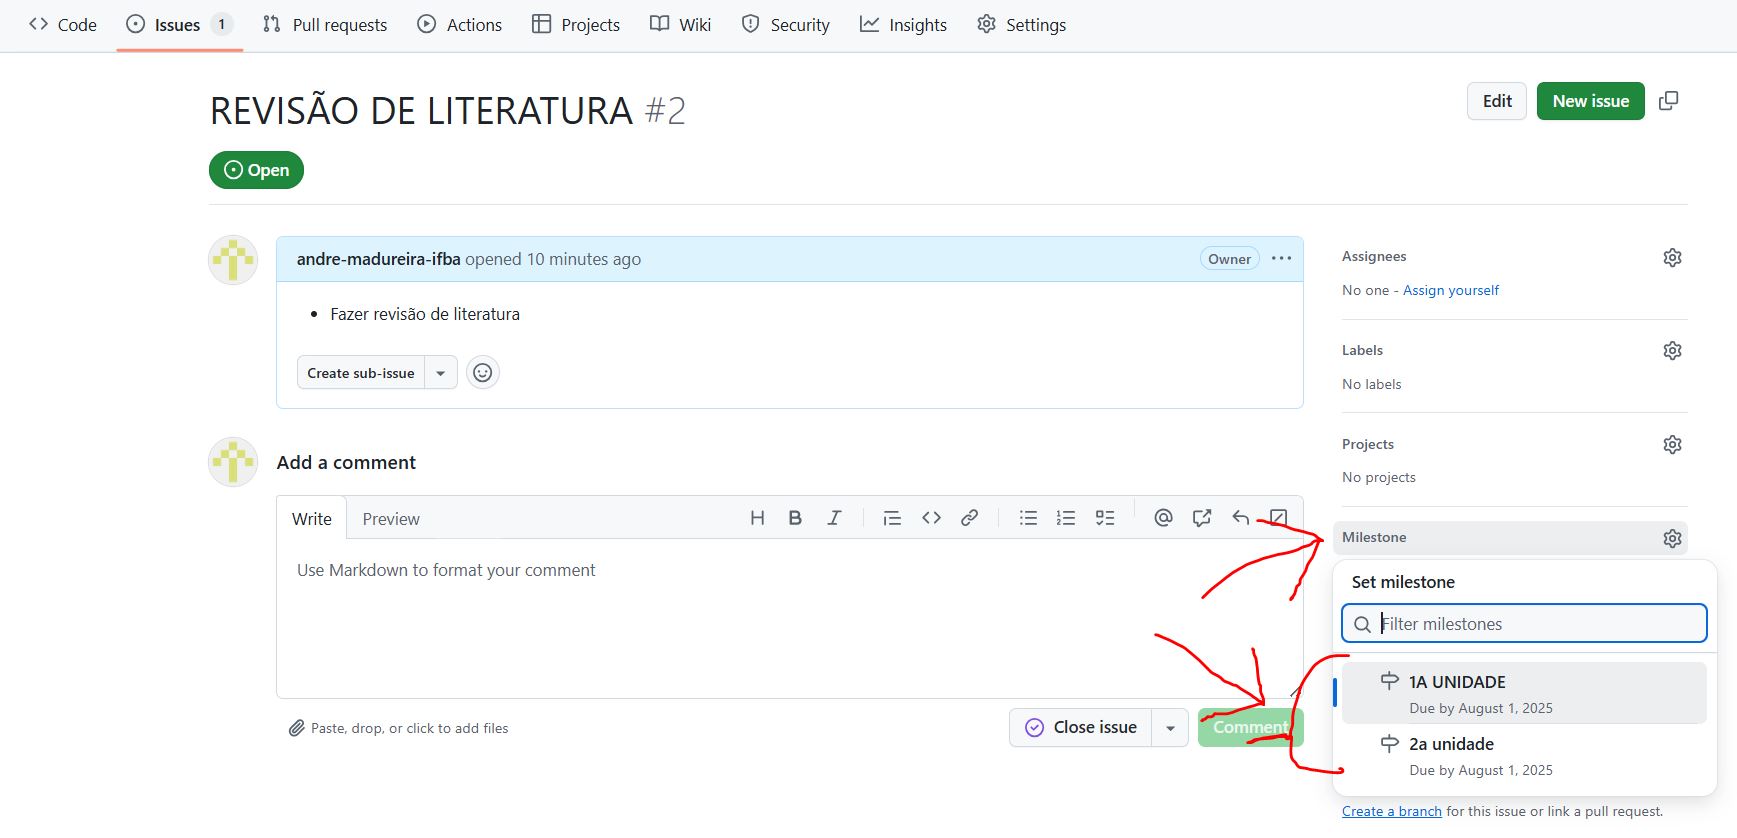 Code Issues 1 Pull requests Actions Projects Wiki Security Insights Settings
REVISÃO DE LITERATURA #2
Edit New issue
Open
andre-madureira-ifba opened 10 minutes ago Owner
Fazer revisão de literatura
Create sub-issue
Add a comment
Write Preview
Use Markdown to format your comment
Paste, drop, or click to add files
Close issue Comment
Assignees
No one - Assign yourself
Labels
No labels
Projects
No projects
Milestone
Set milestone
Filter milestones
1A UNIDADE
Due by August 1, 2025
2a unidade
Due by August 1, 2025
Create a branch for this issue or link a pull request.